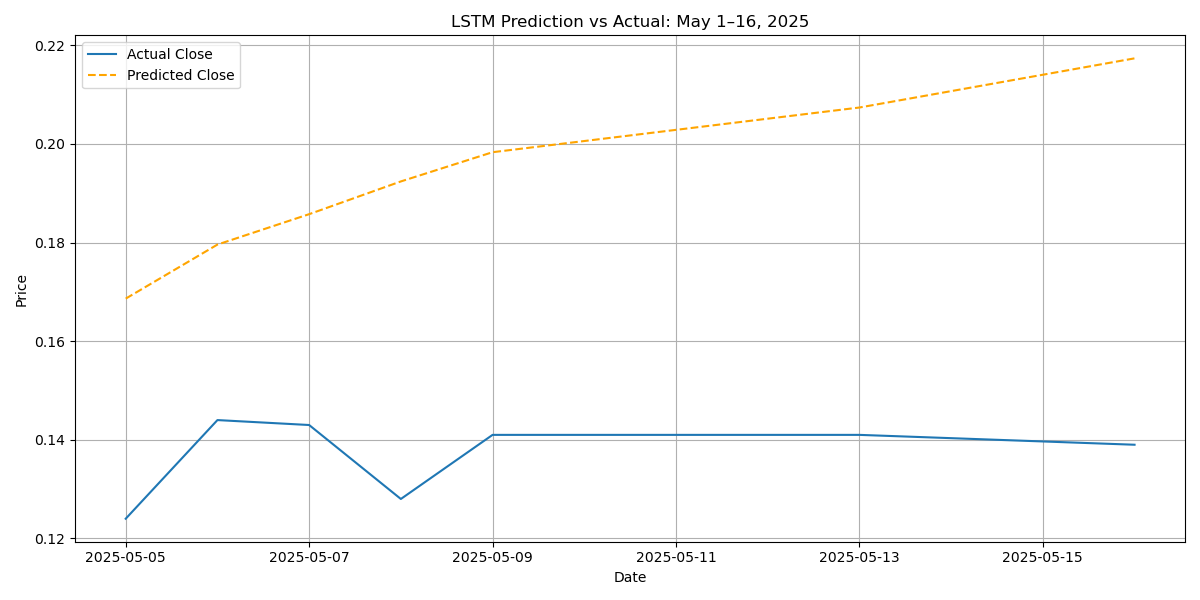 LSTM Prediction vs Actual: May 1–16, 2025
Actual Close
Predicted Close
Price
0.22
0.20
0.18
0.16
0.14
0.12
2025-05-05 2025-05-07 2025-05-09 2025-05-11 2025-05-13 2025-05-15
Date